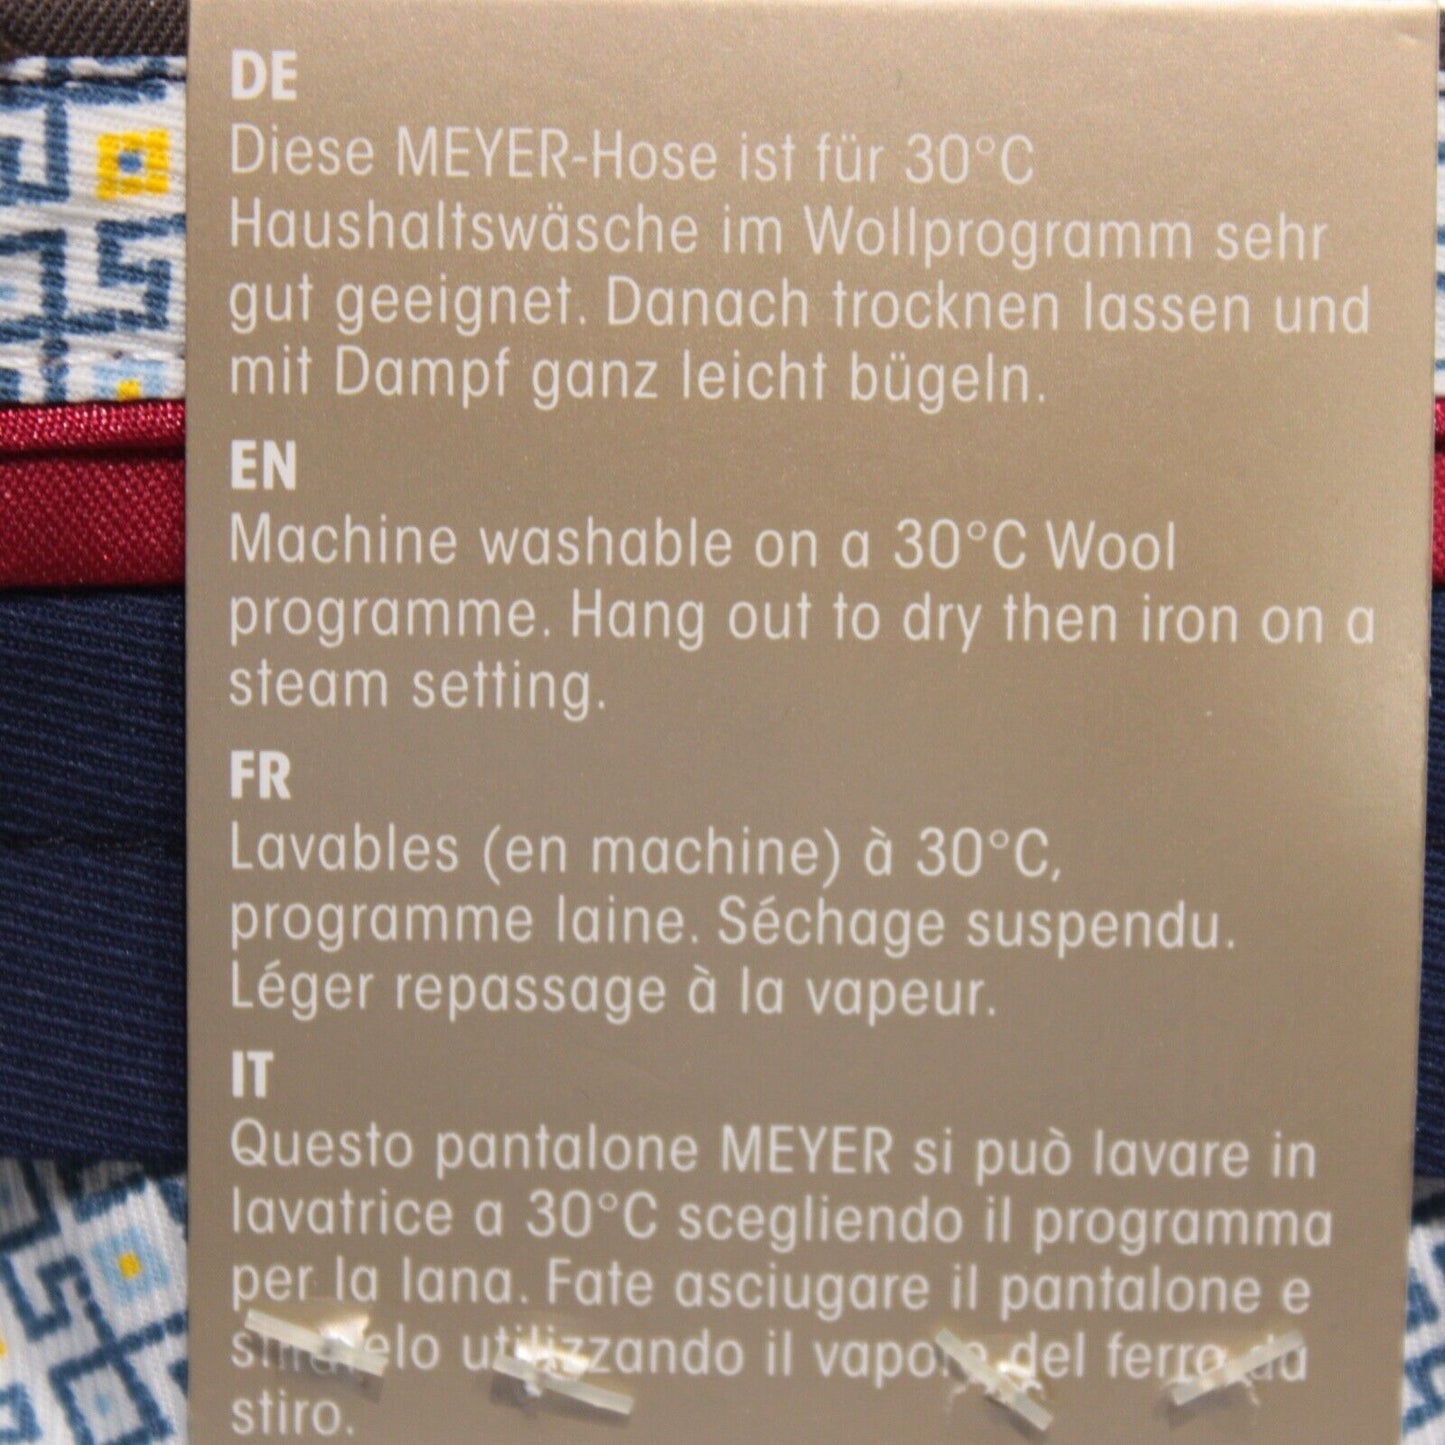 DE
Diese MEYER-Hose ist für 30°C
Haushaltswäsche im Wollprogramm sehr
gut geeignet. Danach trocknen lassen und
mit Dampf ganz leicht bügeln.
EN
Machine washable on a 30°C Wool
programme. Hang out to dry then iron on a
steam setting.
FR
Lavables (en machine) à 30°C,
programme laine. Séchage suspendu.
Léger repassage à la vapeur.
IT
Questo pantalone MEYER si può lavare in
lavatrice a 30°C scegliendo il programma
per la lana. Fate asciugare il pantalone e
utilizzando il vapore del ferro da
stiro.